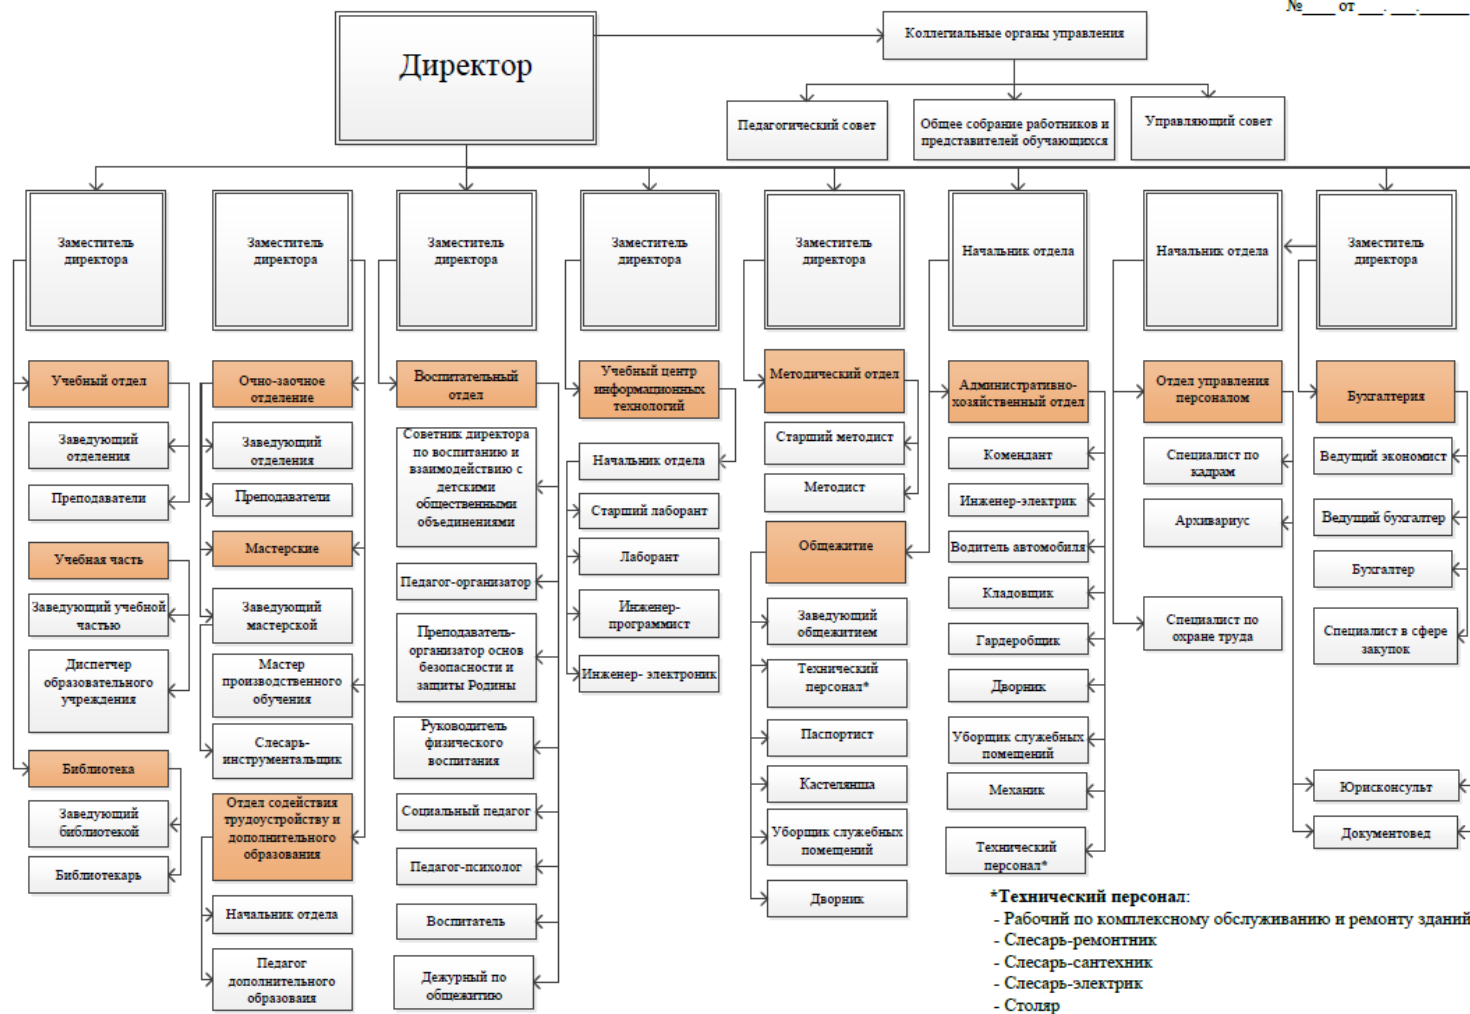 №____ от ___. ___.______
Директор
Коллегиальные органы управления
Педагогический совет
Общее собрание работников и
представителей обучающихся
Управляющий совет
Заместитель
директора
Заместитель
директора
Заместитель
директора
Заместитель
директора
Заместитель
директора
Начальник отдела
Начальник отдела
Заместитель
директора
Учебный отдел
Заведующий
отделения
Преподаватели
Учебная часть
Заведующий учебной
частью
Диспетчер
образовательного
учреждения
Библиотека
Заведующий
библиотекой
Библиотекарь
Очно-заочное
отделение
Заведующий
отделения
Преподаватели
Мастерские
Заведующий
мастерской
Мастер
производственного
обучения
Слесарь-
инструментальщик
Отдел содействия
трудоустройству и
дополнительного
образования
Начальник отдела
Педагог
дополнительного
образоваия
Воспитательный
отдел
Советник директора
по воспитанию и
взаимодействию с
детскими
общественными
объединениями
Педагог-организатор
Преподаватель-
организатор основ
безопасности и
защиты Родины
Руководитель
физического
воспитания
Социальный педагог
Педагог-психолог
Воспитатель
Дежурный по
общежитию
Учебный центр
информационных
технологий
Начальник отдела
Старший лаборант
Лаборант
Инженер-
программист
Инженер- электроник
Методический отдел
Старший методист
Методист
Общежитие
Заведующий
общежитием
Технический
персонал*
Паспортист
Кастелянша
Уборщик служебных
помещений
Дворник
Административно-
хозяйственный отдел
Комендант
Инженер-электрик
Водитель автомобиля
Кладовщик
Гардеробщик
Дворник
Уборщик служебных
помещений
Механик
Технический
персонал*
Отдел управления
персоналом
Специалист по
кадрам
Архивариус
Специалист по
охране труда
Бухгалтерия
Ведущий экономист
Ведущий бухгалтер
Бухгалтер
Специалист в сфере
закупок
Юрисконсульт
Документовед
*Технический персонал:
- Рабочий по комплексному обслуживанию и ремонту зданий
- Слесарь-ремонтник
- Слесарь-сантехник
- Слесарь-электрик
- Столяр